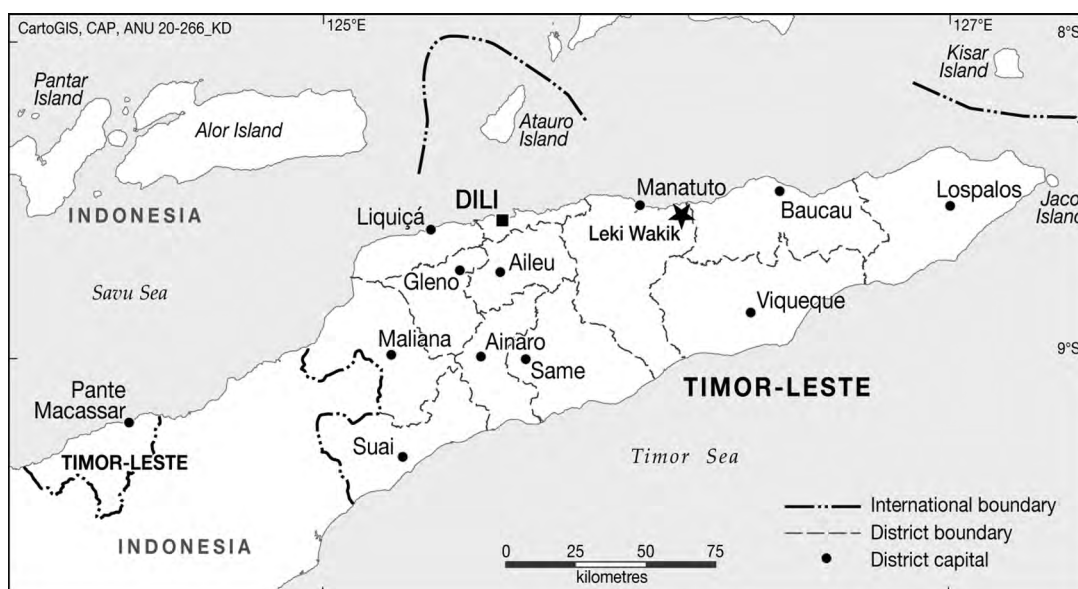 CartoGIS, CAP, ANU 20-266_KD
125°E
127°E
8°S
Kisar
Island
Pantar
Island
Alor Island
Atauro
Island
INDONESIA
DILI
Manatuto
Lospalos
Liquiçá
Baucau
Jaco
Island
Leki Wakik
Gleno
Aileu
Savu Sea
Viqueque
Maliana
Ainaro
9°S
Same
TIMOR-LESTE
Pante
Macassar
Suai
Timor Sea
TIMOR-LESTE
International boundary
INDONESIA
District boundary
0 25 50 75
kilometres
District capital